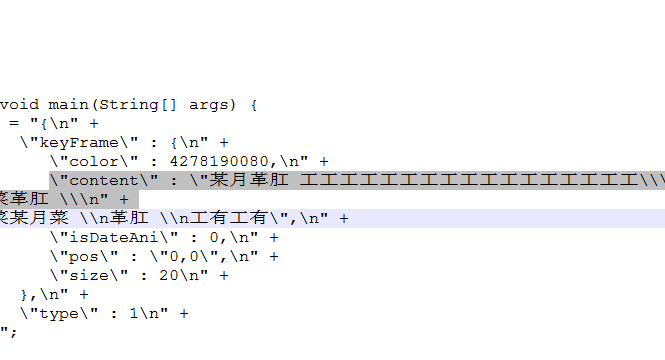 void main(String[] args) {
= "{\n" +
\"keyFrame\" : {\n" +
\"color\" : 4278190080,\n" +
\"content\" : \"某月革肛 工工工工工工工工工工工工工工工工工\\\
菜革肛 \\\n" +
菜某月菜 \\n革肛 \\n工有工有\",\n" +
\"isDateAni\" : 0,\n" +
\"pos\" : \"0,0\",\n" +
\"size\" : 20\n" +
},\n" +
\"type\" : 1\n" +
";